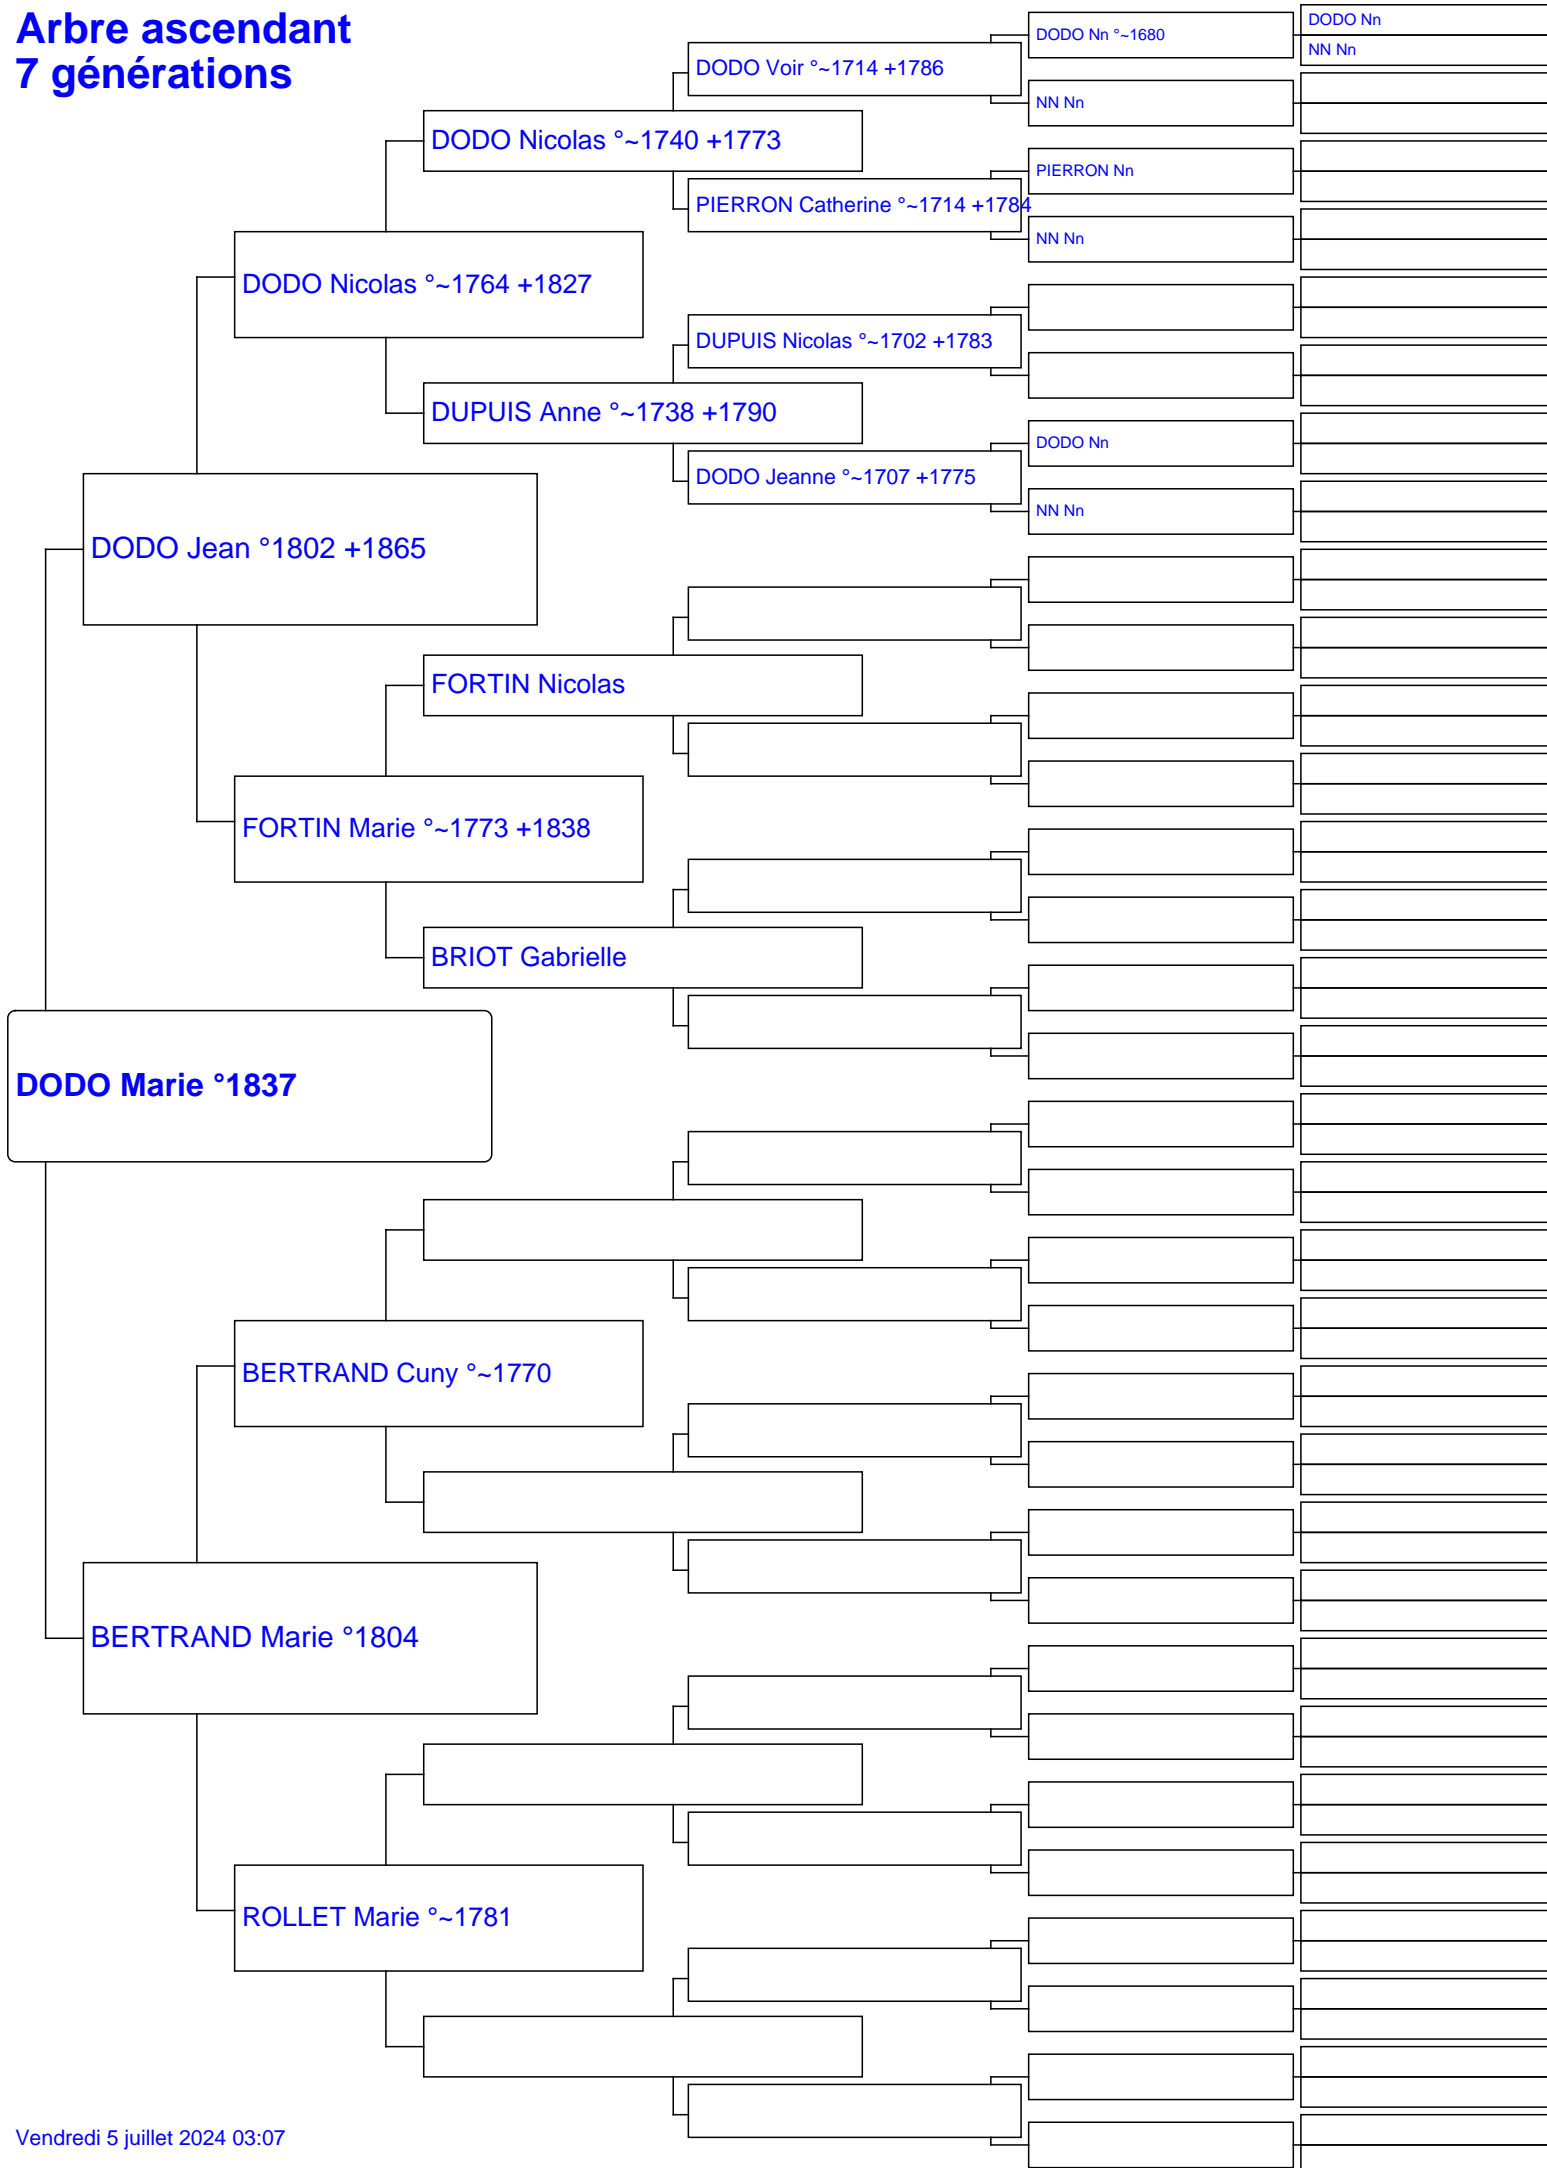 Arbre ascendant
7 générations
DODO Nn
DODO Nn °~1680
NN Nn
DODO Voir °~1714 +1786
NN Nn
DODO Nicolas °~1740 +1773
PIERRON Nn
PIERRON Catherine °~1714 +1784
NN Nn
DODO Nicolas °~1764 +1827
DUPUIS Nicolas °~1702 +1783
DUPUIS Anne °~1738 +1790
DODO Nn
DODO Jeanne °~1707 +1775
NN Nn
DODO Jean °1802 +1865
FORTIN Nicolas
FORTIN Marie °~1773 +1838
BRIOT Gabrielle
DODO Marie °1837
BERTRAND Cuny °~1770
BERTRAND Marie °1804
ROLLET Marie °~1781
Vendredi 5 juillet 2024 03:07